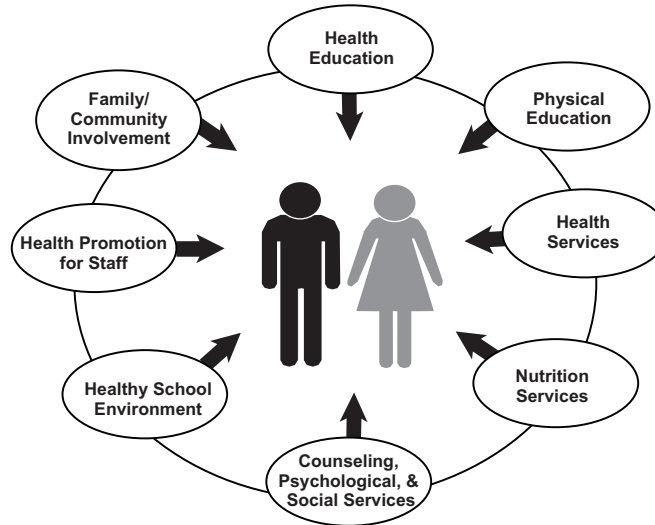 Health
Education
Physical
Education
Health
Services
Nutrition
Services
Counseling,
Psychological, &
Social Services
Healthy School
Environment
Health Promotion
for Staff
Family/
Community
Involvement